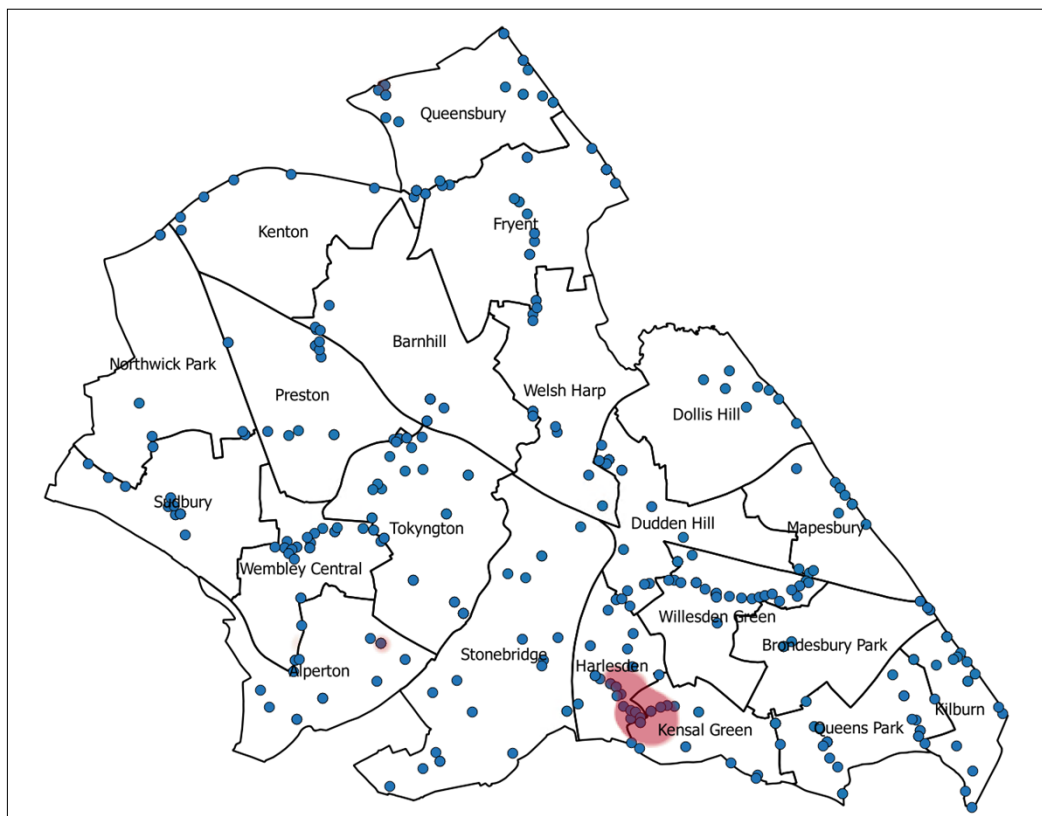 Queensbury
Fryent
Kenton
Barnhill
Northwick Park
Welsh Harp
Preston
Dollis Hill
Sudbury
Dudden Hill
Mapesbury
Tokyngton
Wembley Central
Willesden Green
Brondesbury Park
Stonebridge
Harlesden
Alperton
Kilburn
Queens Park
Kensal Green